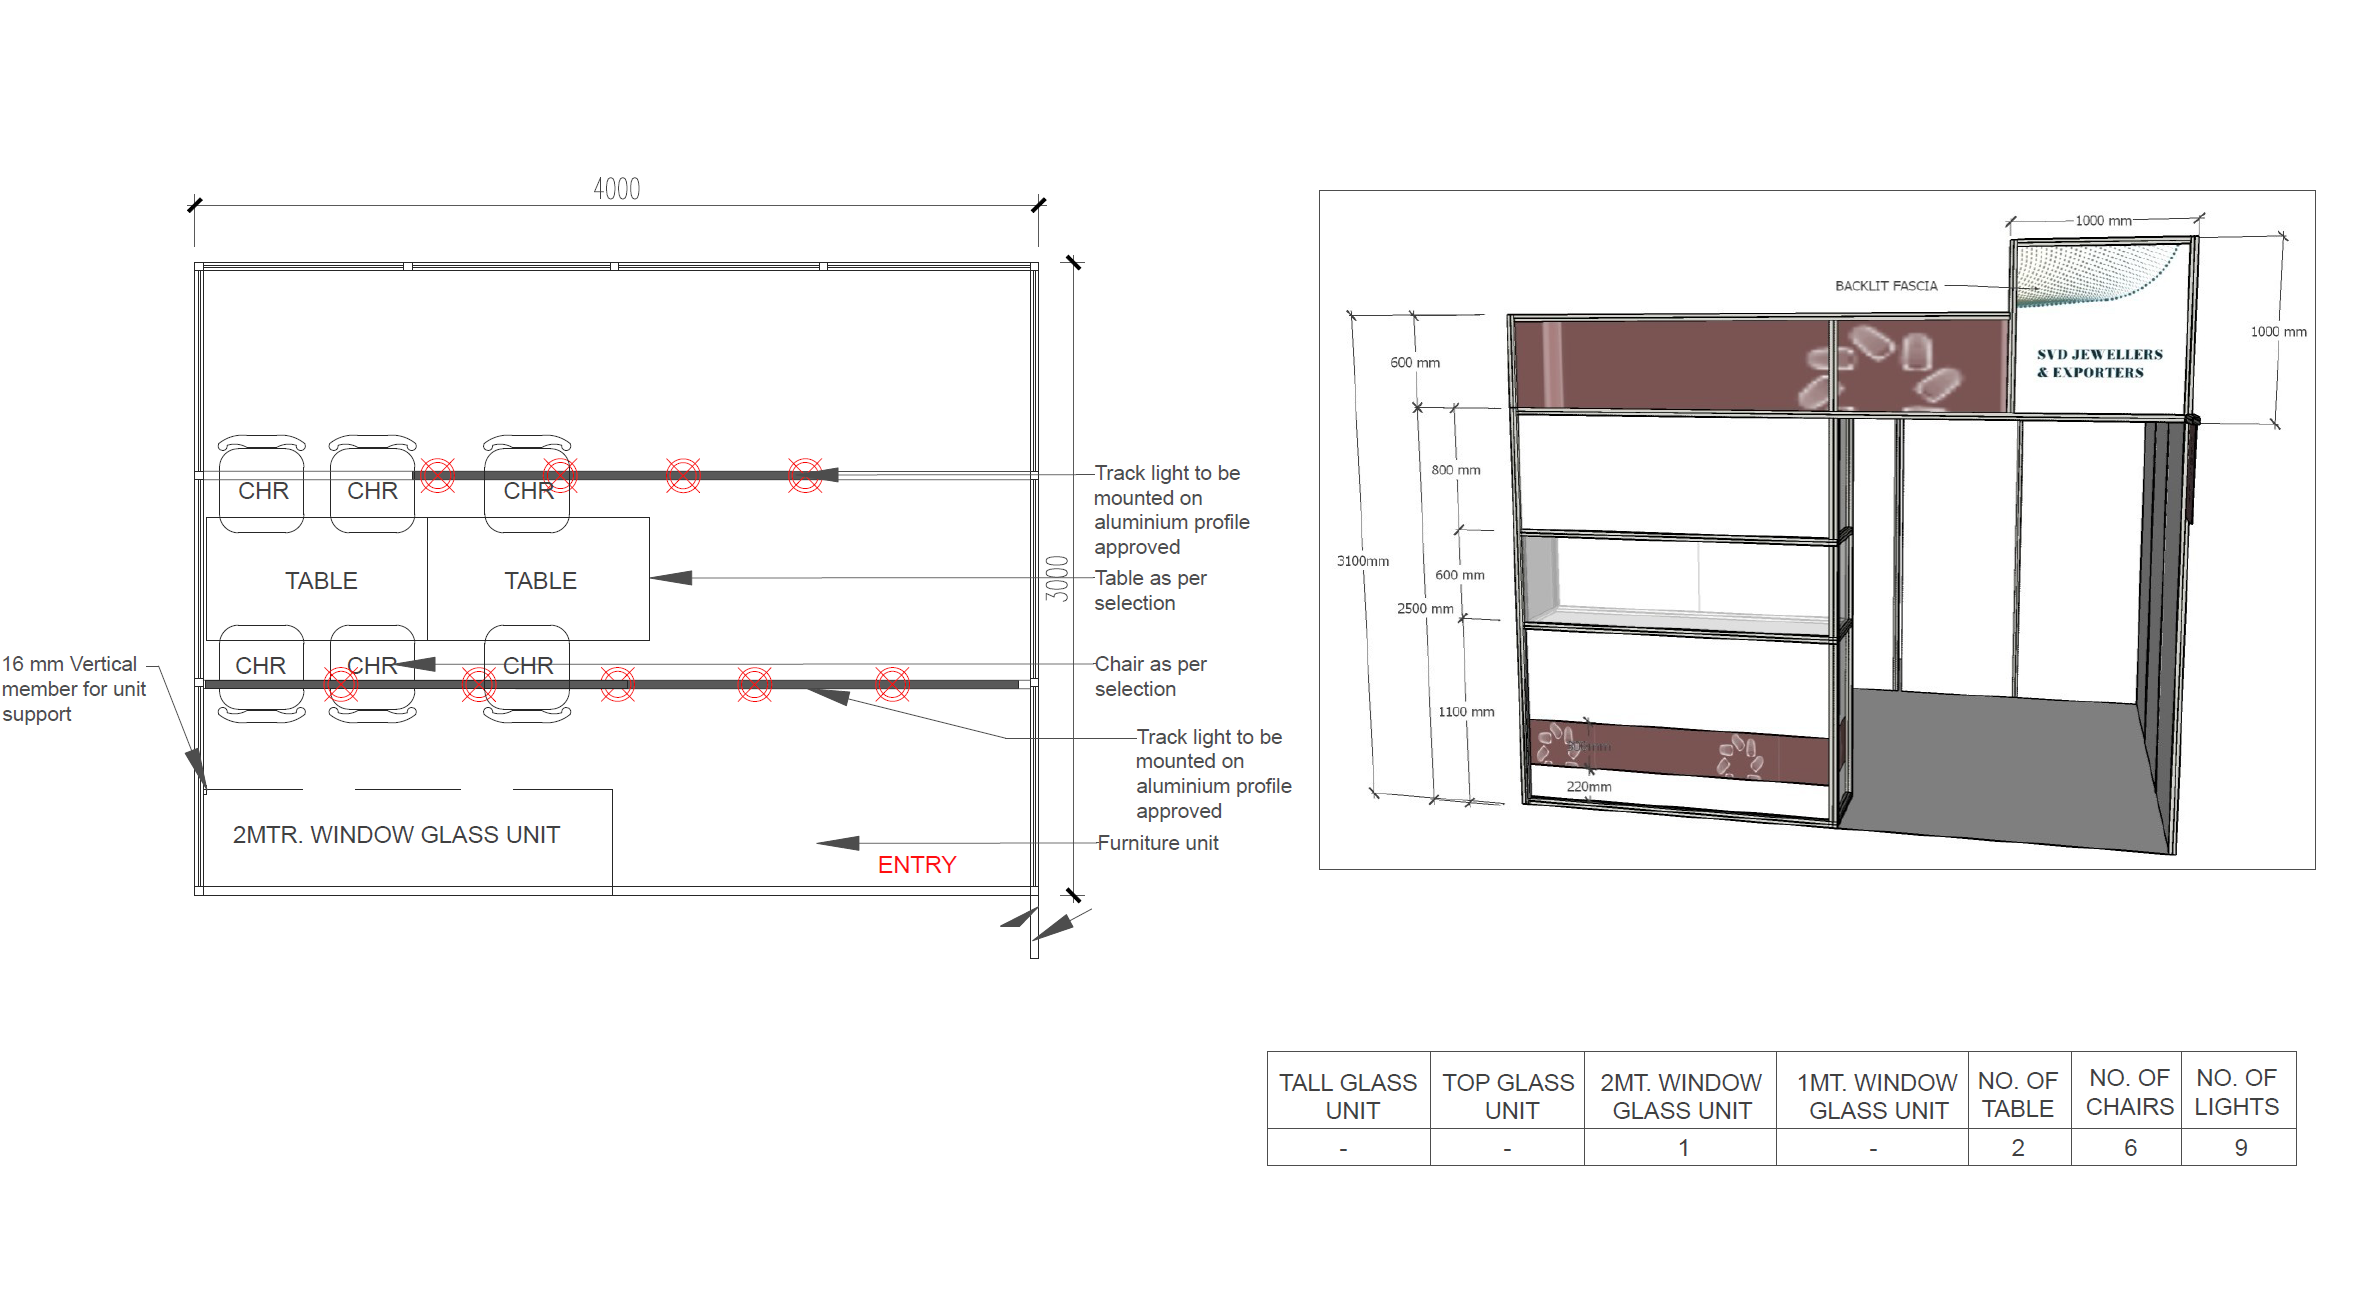 4000
3000
CHR
CHR
CHR
TABLE
TABLE
CHR
CHR
CHR
Track light to be
mounted on
aluminium profile
approved
Table as per
selection
Chair as per
selection
16 mm Vertical
member for unit
support
Track light to be
mounted on
aluminium profile
approved
2MTR. WINDOW GLASS UNIT
Furniture unit
ENTRY
1000 mm
BACKLIT FASCIA
1000 mm
600 mm
SVD JEWELLERS
& EXPORTERS
800 mm
3100mm
600 mm
2500 mm
1100 mm
220mm
TALL GLASS UNIT
TOP GLASS UNIT
2MT. WINDOW GLASS UNIT
1MT. WINDOW GLASS UNIT
NO. OF TABLE
NO. OF CHAIRS
NO. OF LIGHTS
- - 1 - 2 6 9